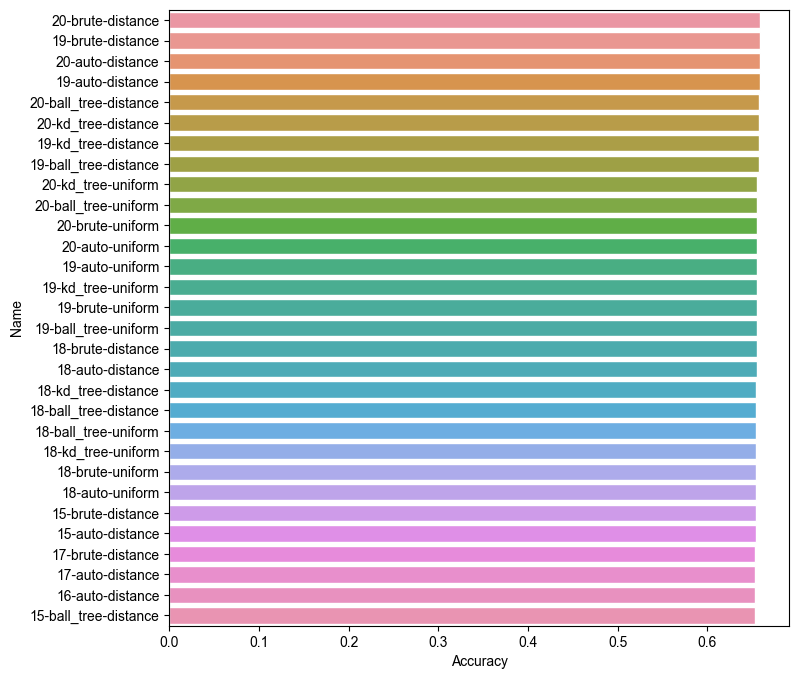 20-brute-distance
19-brute-distance
20-auto-distance
19-auto-distance
20-ball_tree-distance
20-kd_tree-distance
19-kd_tree-distance
19-ball_tree-distance
20-kd_tree-uniform
20-ball_tree-uniform
20-brute-uniform
20-auto-uniform
19-auto-uniform
19-kd_tree-uniform
19-brute-uniform
19-ball_tree-uniform
18-brute-distance
18-auto-distance
18-kd_tree-distance
18-ball_tree-distance
18-ball_tree-uniform
18-kd_tree-uniform
18-brute-uniform
18-auto-uniform
15-brute-distance
15-auto-distance
17-brute-distance
17-auto-distance
16-auto-distance
15-ball_tree-distance
Name
0.0 0.1 0.2 0.3 0.4 0.5 0.6
Accuracy